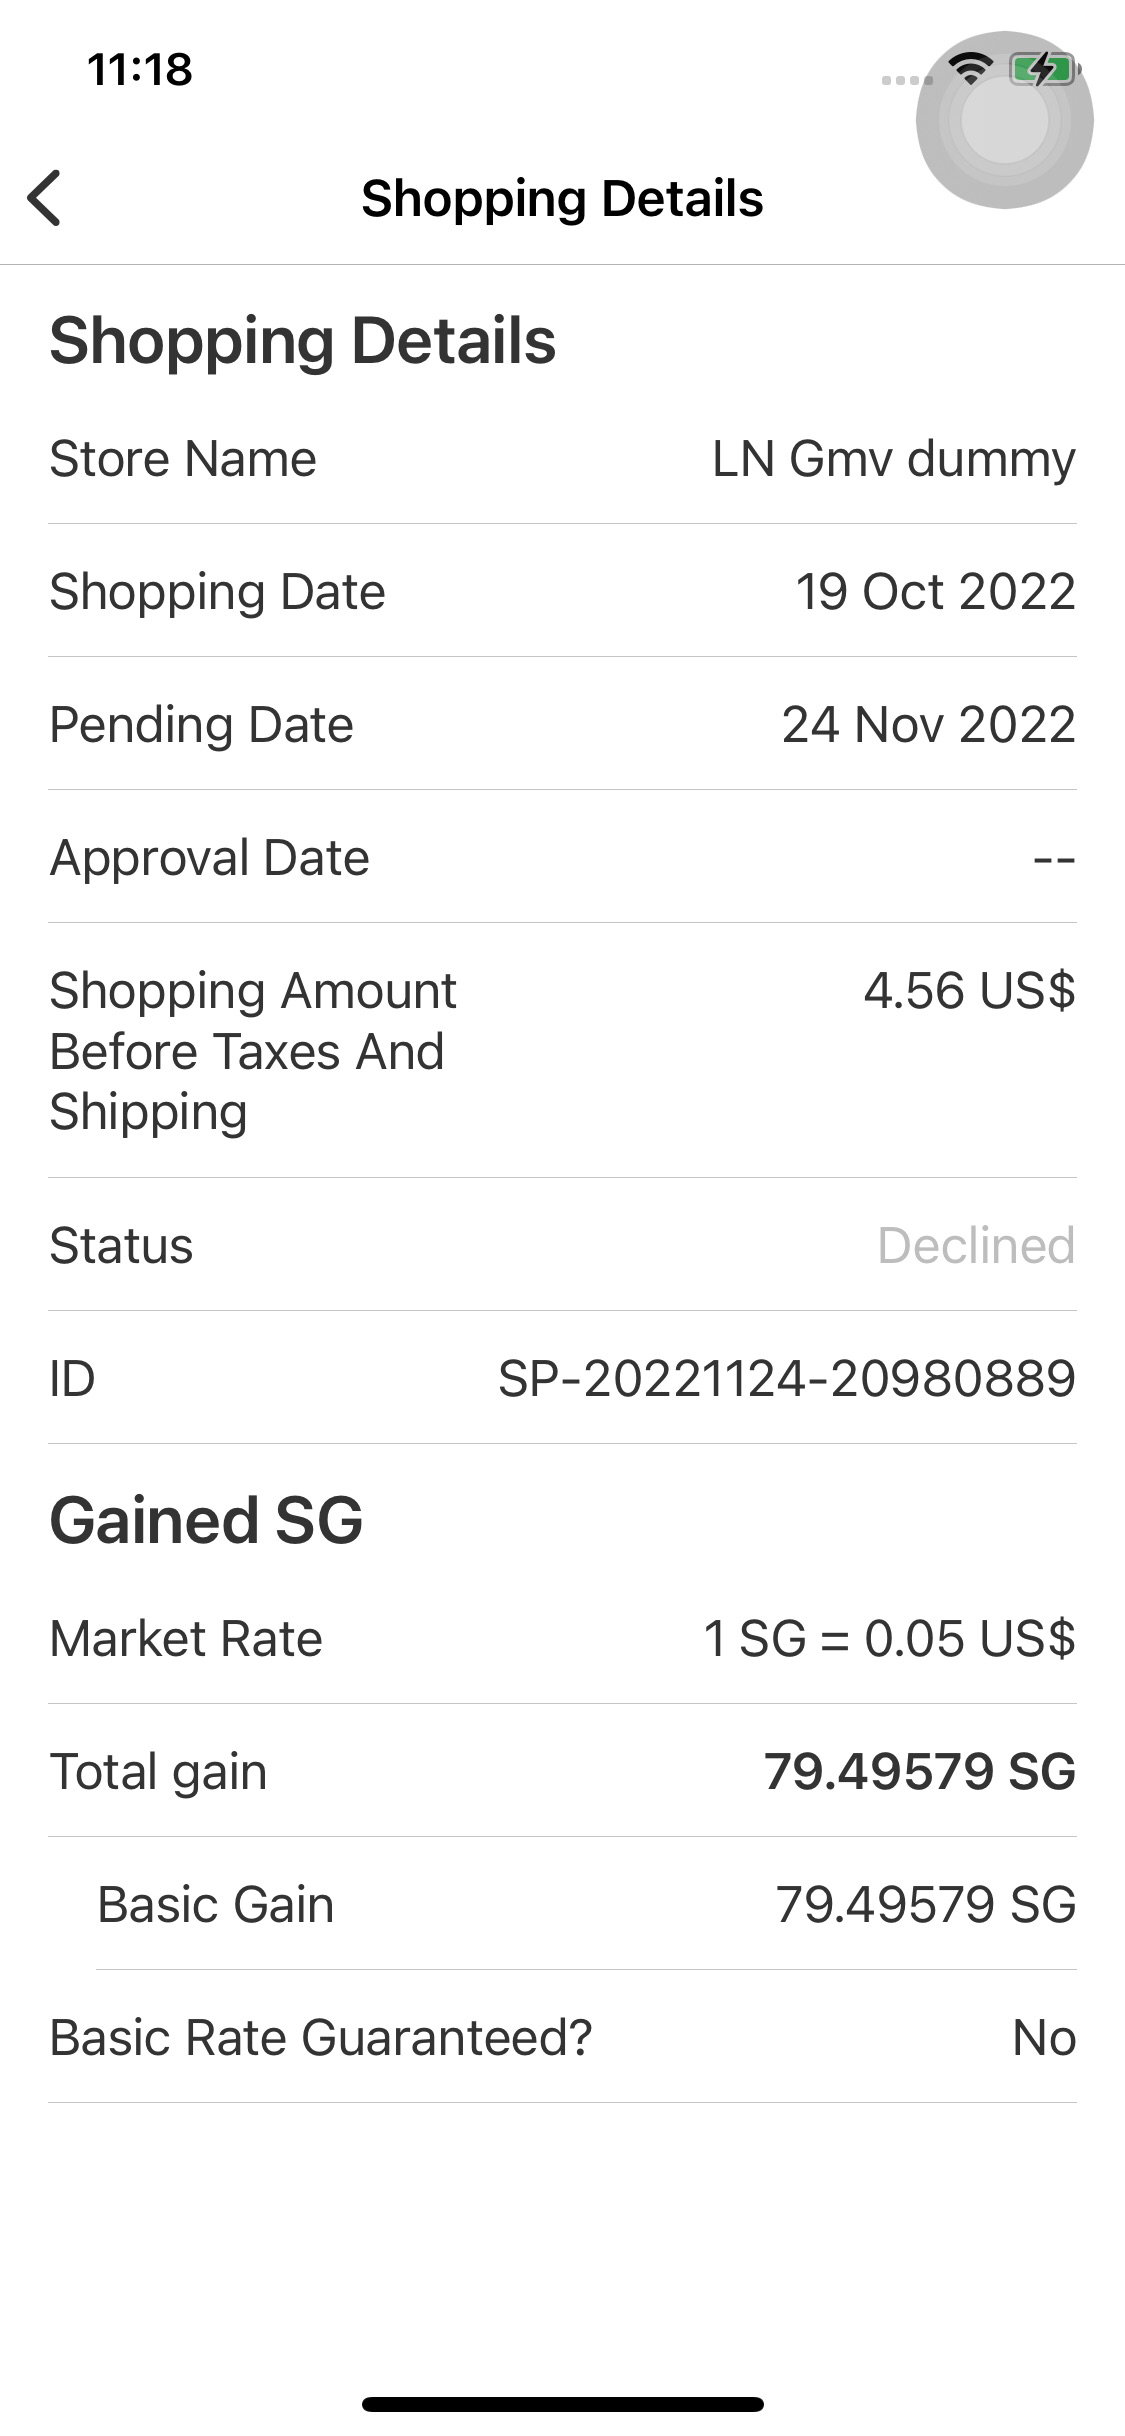 11:18
Shopping Details
Shopping Details
Store Name LN Gmv dummy
Shopping Date 19 Oct 2022
Pending Date 24 Nov 2022
Approval Date --
Shopping Amount 4.56 US$
Before Taxes And
Shipping
Status Declined
ID SP-20221124-20980889
Gained SG
Market Rate 1 SG = 0.05 US$
Total gain 79.49579 SG
Basic Gain 79.49579 SG
Basic Rate Guaranteed? No